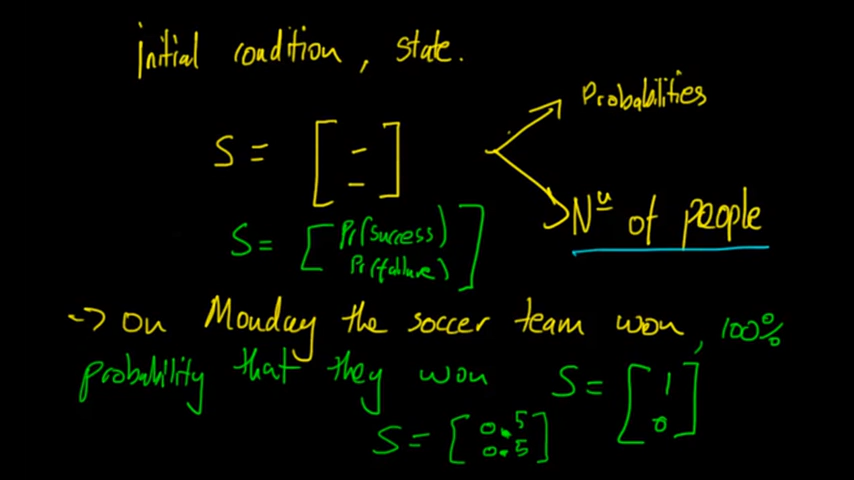 initial condition, state.
Probabilities
S = [ - - ]
Nu of people
S = [ Pr(success) Pr(failure) ]
-> On Monday the soccer team won, 100%
probability that they won S = [ 1 0 ]
S = [ 0.5 0.5 ]